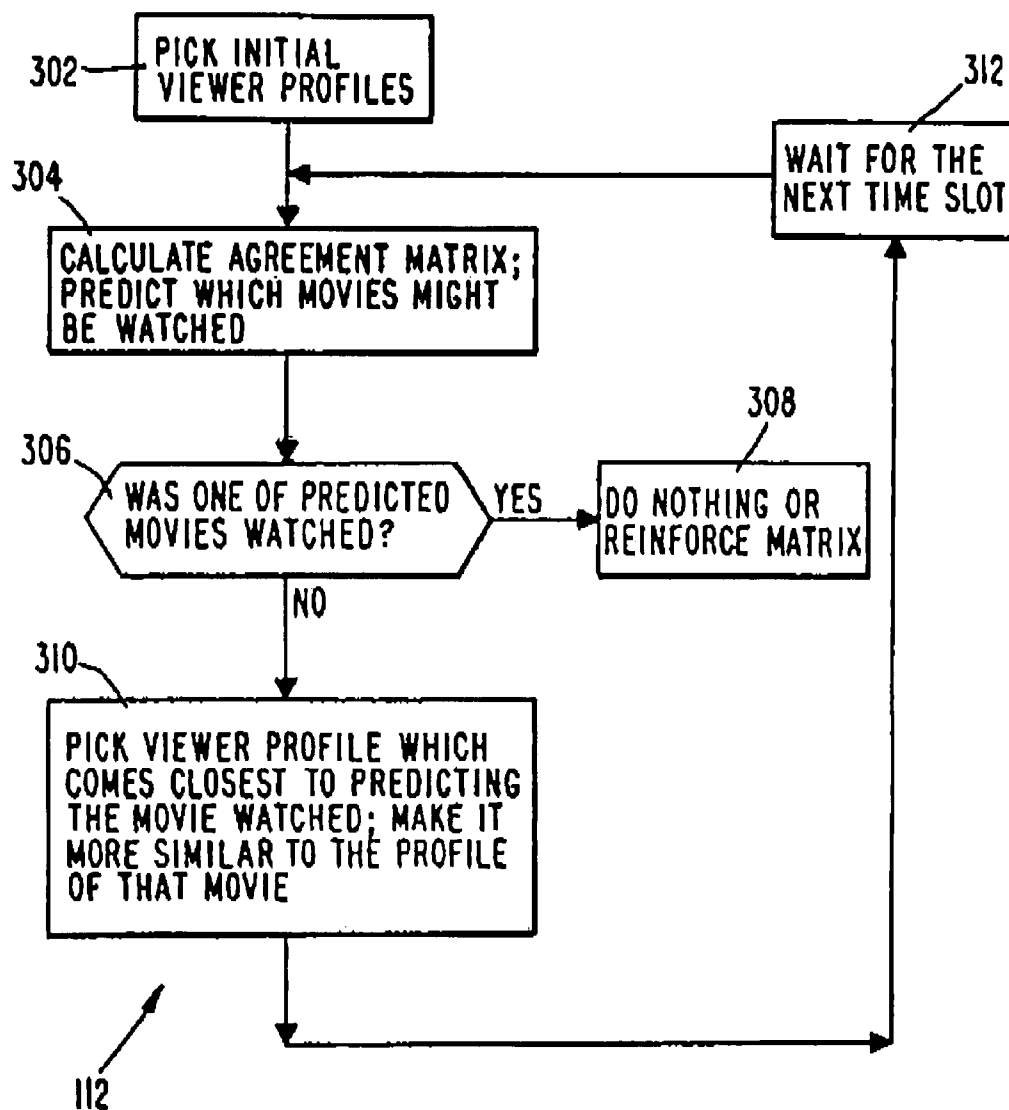 302
PICK INITIAL
VIEWER PROFILES
312
WAIT FOR THE
NEXT TIME SLOT
304
CALCULATE AGREEMENT MATRIX;
PREDICT WHICH MOVIES MIGHT
BE WATCHED
306
WAS ONE OF PREDICTED
MOVIES WATCHED?
YES
308
DO NOTHING OR
REINFORCE MATRIX
NO
310
PICK VIEWER PROFILE WHICH
COMES CLOSEST TO PREDICTING
THE MOVIE WATCHED; MAKE IT
MORE SIMILAR TO THE PROFILE
OF THAT MOVIE
112